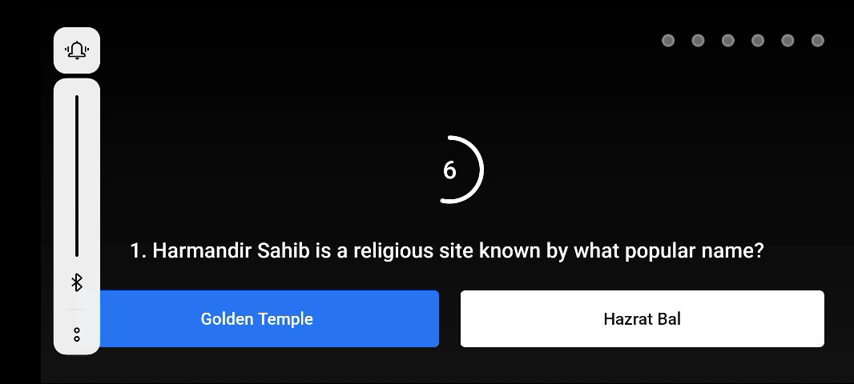 6
1. Harmandir Sahib is a religious site known by what popular name?
Golden Temple
Hazrat Bal